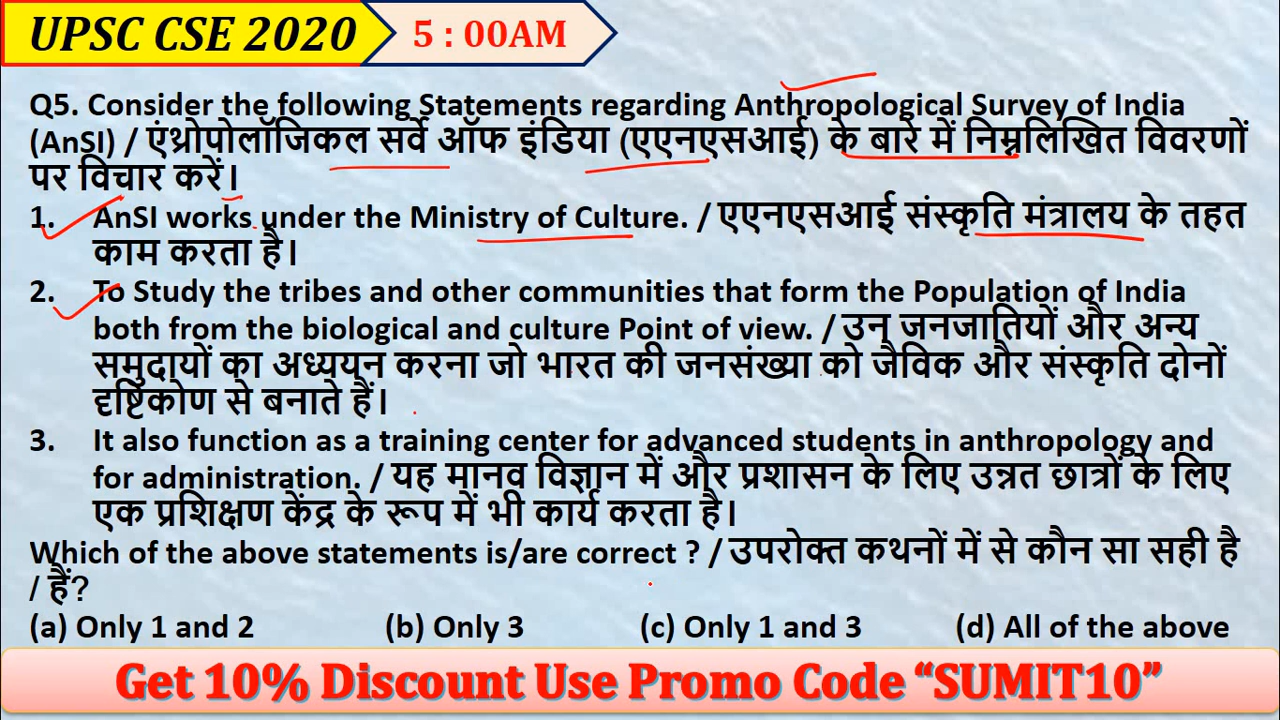 UPSC CSE 2020
5 : 00AM
Q5. Consider the following Statements regarding Anthropological Survey of India
(AnSI) / एंथ्रोपोलॉजिकल सर्वे ऑफ इंडिया (एएनएसआई) के बारे में निम्नलिखित विवरणों
पर विचार करें।
1. AnSI works under the Ministry of Culture. / एएनएसआई संस्कृति मंत्रालय के तहत
काम करता है।
2. To Study the tribes and other communities that form the Population of India
both from the biological and culture Point of view. / उन जनजातियों और अन्य
समुदायों का अध्ययन करना जो भारत की जनसंख्या को जैविक और संस्कृति दोनों
दृष्टिकोण से बनाते हैं।
3. It also function as a training center for advanced students in anthropology and
for administration. / यह मानव विज्ञान में और प्रशासन के लिए उन्नत छात्रों के लिए
एक प्रशिक्षण केंद्र के रूप में भी कार्य करता है।
Which of the above statements is/are correct ? / उपरोक्त कथनों में से कौन सा सही है
/ हैं?
(a) Only 1 and 2 (b) Only 3 (c) Only 1 and 3 (d) All of the above
Get 10% Discount Use Promo Code “SUMIT10”